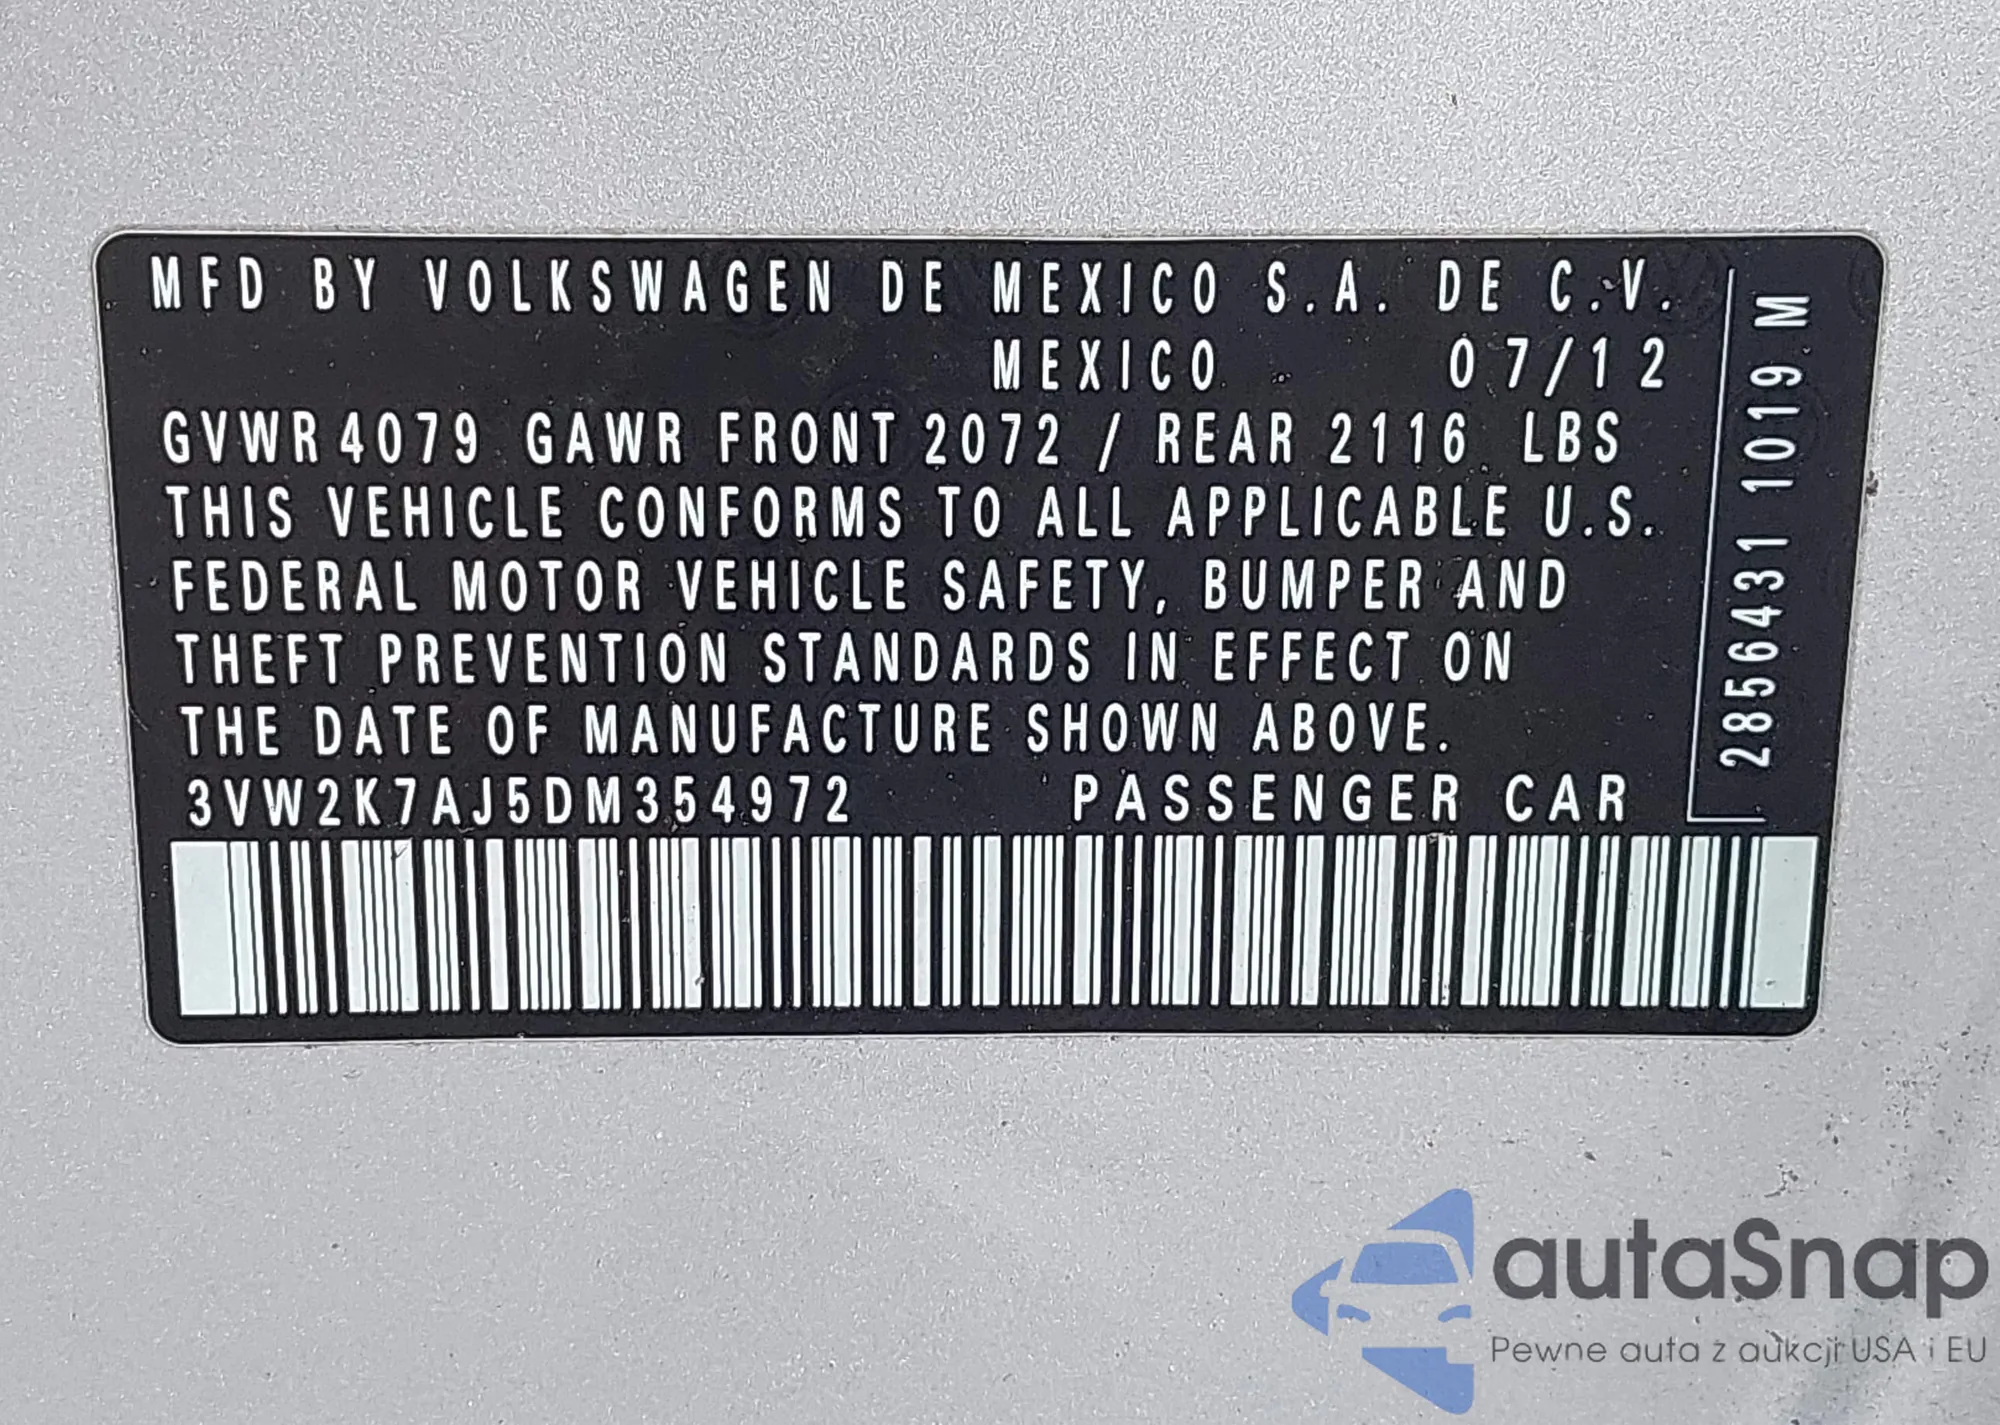 MFD BY VOLKSWAGEN DE MEXICO S.A. DE C.V.
MEXICO 07/12
GVWR 4079 GAWR FRONT 2072 / REAR 2116 LBS
THIS VEHICLE CONFORMS TO ALL APPLICABLE U.S.
FEDERAL MOTOR VEHICLE SAFETY, BUMPER AND
THEFT PREVENTION STANDARDS IN EFFECT ON
THE DATE OF MANUFACTURE SHOWN ABOVE.
3VW2K7AJ5DM354972 PASSENGER CAR
2856431 1019 M
autaSnap
Pewne auta z aukcji USA i EU